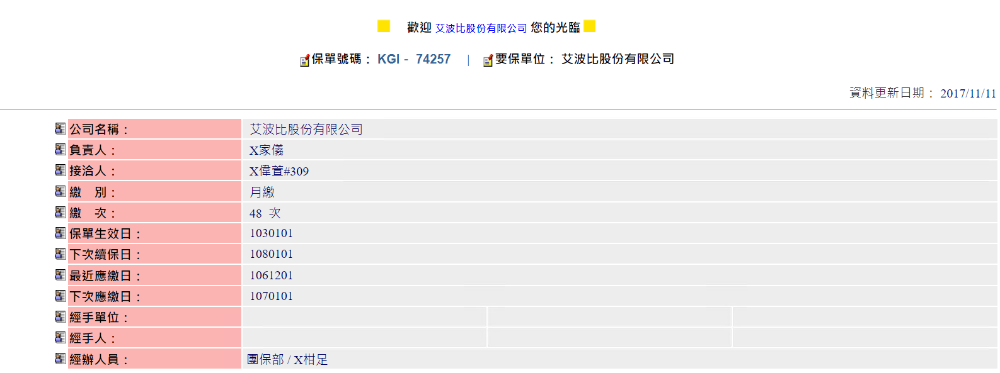 歡迎 艾波比股份有限公司 您的光臨
保單號碼： KGI - 74257 | 要保單位： 艾波比股份有限公司
資料更新日期： 2017/11/11
公司名稱： 艾波比股份有限公司
負責人： X家儀
接洽人： X偉萱#309
繳　別： 月繳
繳　次： 48 次
保單生效日： 1030101
下次續保日： 1080101
最近應繳日： 1061201
下次應繳日： 1070101
經手單位：
經手人：
經辦人員： 團保部 / X柑足